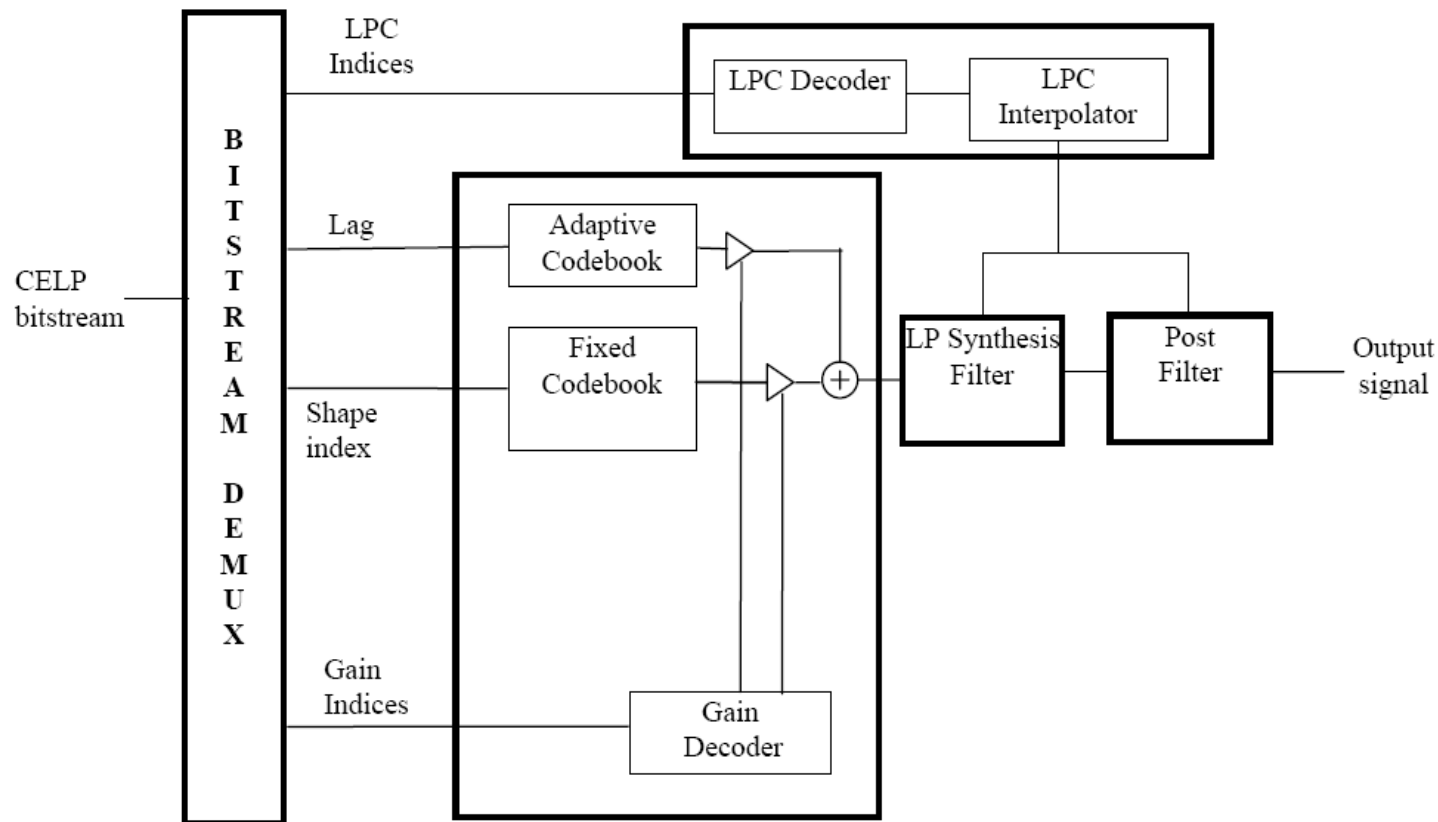 CELP
bitstream
B
I
T
S
T
R
E
A
M
D
E
M
U
X
LPC
Indices
Lag
Shape
index
Gain
Indices
LPC Decoder
LPC
Interpolator
Adaptive
Codebook
Fixed
Codebook
Gain
Decoder
+
LP Synthesis
Filter
Post
Filter
Output
signal